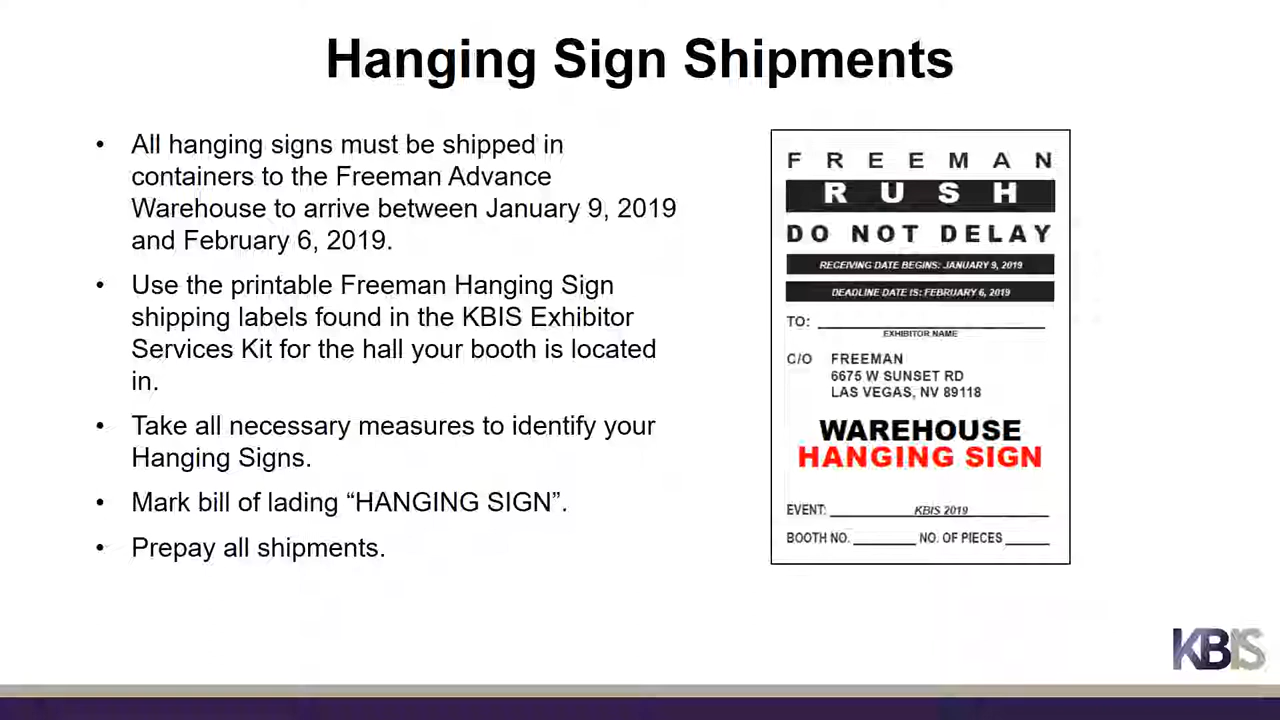 Hanging Sign Shipments
• All hanging signs must be shipped in
containers to the Freeman Advance
Warehouse to arrive between January 9, 2019
and February 6, 2019.
• Use the printable Freeman Hanging Sign
shipping labels found in the KBIS Exhibitor
Services Kit for the hall your booth is located
in.
• Take all necessary measures to identify your
Hanging Signs.
• Mark bill of lading “HANGING SIGN”.
• Prepay all shipments.
FREEMAN
RUSH
DO NOT DELAY
RECEIVING DATE BEGINS: JANUARY 9, 2019
DEADLINE DATE IS: FEBRUARY 6, 2019
TO:
EXHIBITOR NAME
C/O FREEMAN
6675 W SUNSET RD
LAS VEGAS, NV 89118
WAREHOUSE
HANGING SIGN
EVENT: KBIS 2019
BOOTH NO. NO. OF PIECES
KBIS